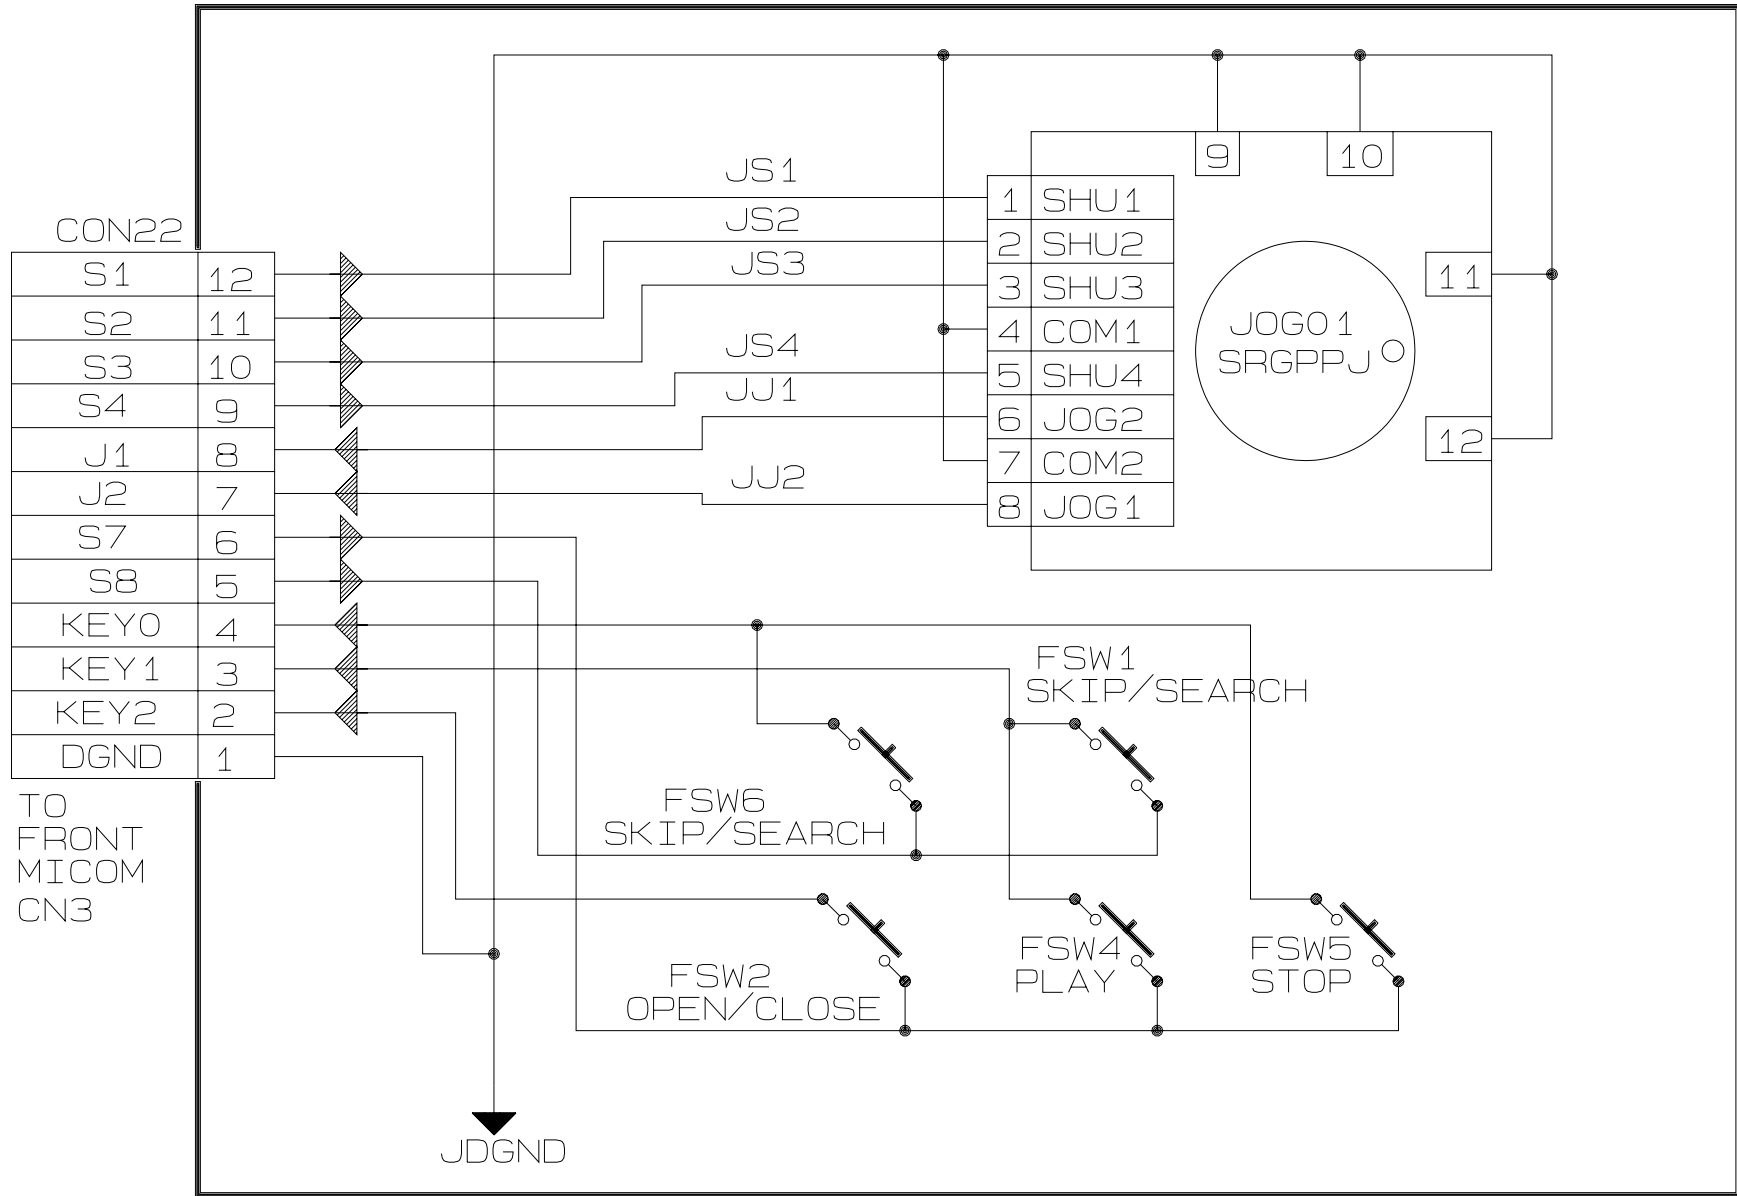 CON22
S1 12
S2 11
S3 10
S4 9
J1 8
J2 7
S7 6
S8 5
KEY0 4
KEY1 3
KEY2 2
DGND 1
TO
FRONT
MICOM
CN3
JS1
JS2
JS3
JS4
JJ1
JJ2
1 SHU1
2 SHU2
3 SHU3
4 COM1
5 SHU4
6 JOG2
7 COM2
8 JOG1
9
10
11
12
JOG01
SRGPPJ
FSW1
SKIP/SEARCH
FSW6
SKIP/SEARCH
FSW2
OPEN/CLOSE
FSW4
PLAY
FSW5
STOP
JDGND